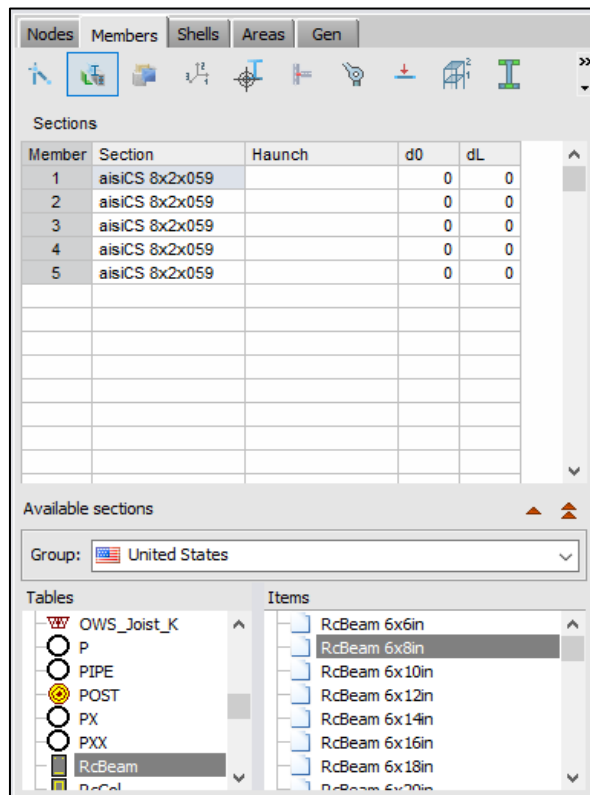 Nodes Members Shells Areas Gen
Sections
Member Section Haunch d0 dL
1 aisiCS 8x2x059 0 0
2 aisiCS 8x2x059 0 0
3 aisiCS 8x2x059 0 0
4 aisiCS 8x2x059 0 0
5 aisiCS 8x2x059 0 0
Available sections
Group: United States
Tables Items
OWS_Joist_K RcBeam 6x6in
P RcBeam 6x8in
PIPE RcBeam 6x10in
POST RcBeam 6x12in
PX RcBeam 6x14in
PXX RcBeam 6x16in
RcBeam RcBeam 6x18in
RcCol RcBeam 6x20in